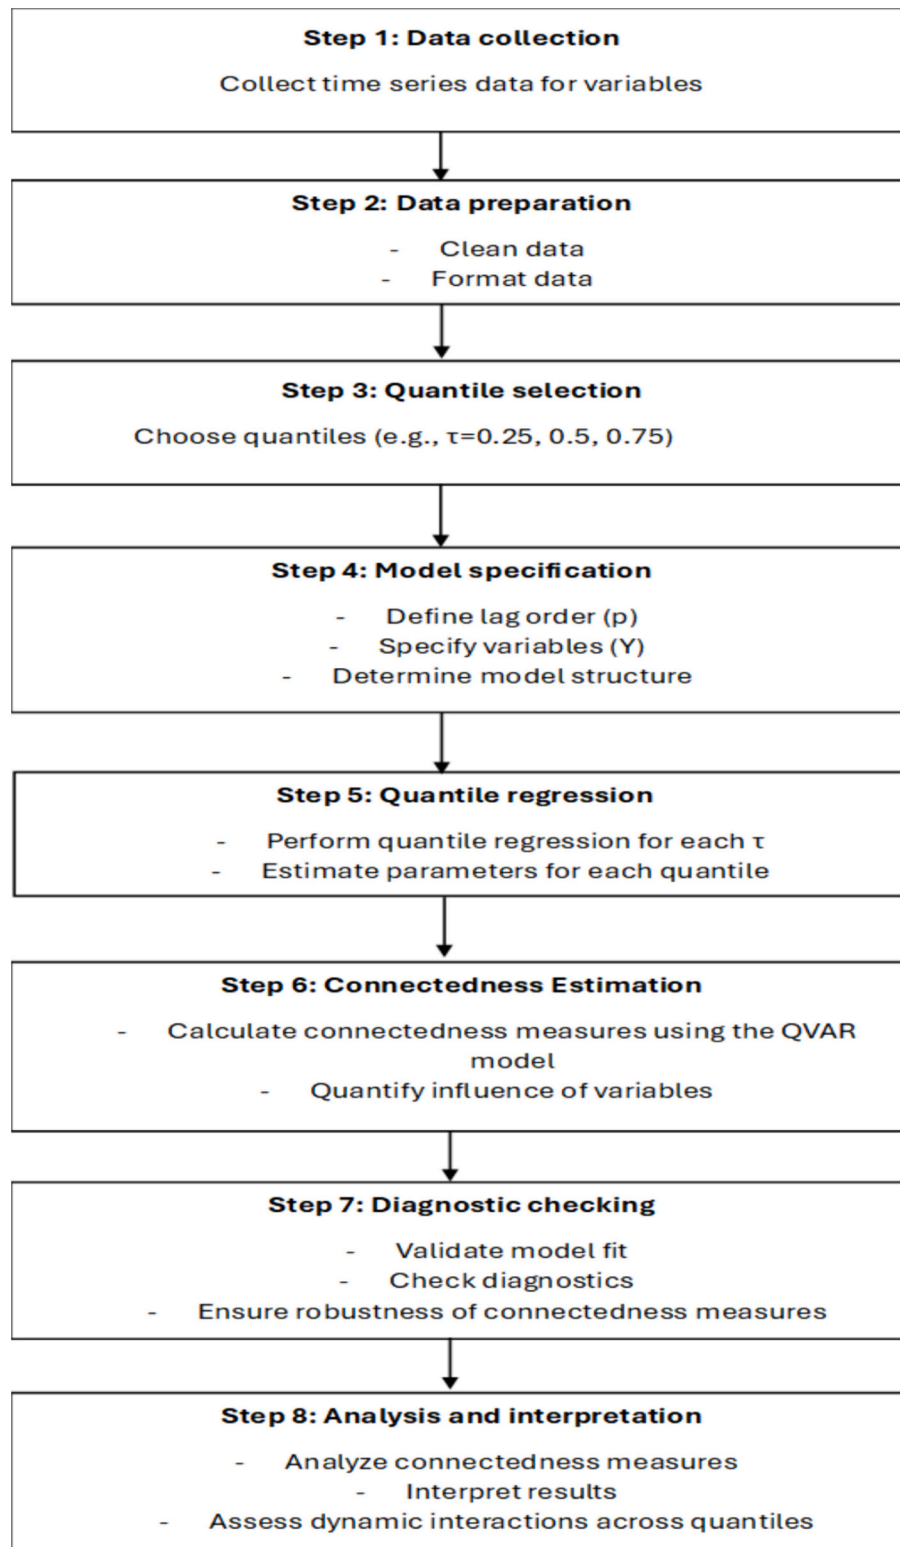 Step 1: Data collection
Collect time series data for variables
Step 2: Data preparation
- Clean data
- Format data
Step 3: Quantile selection
Choose quantiles (e.g., τ=0.25, 0.5, 0.75)
Step 4: Model specification
- Define lag order (p)
- Specify variables (Y)
- Determine model structure
Step 5: Quantile regression
- Perform quantile regression for each τ
- Estimate parameters for each quantile
Step 6: Connectedness Estimation
- Calculate connectedness measures using the QVAR
model
- Quantify influence of variables
Step 7: Diagnostic checking
- Validate model fit
- Check diagnostics
- Ensure robustness of connectedness measures
Step 8: Analysis and interpretation
- Analyze connectedness measures
- Interpret results
- Assess dynamic interactions across quantiles